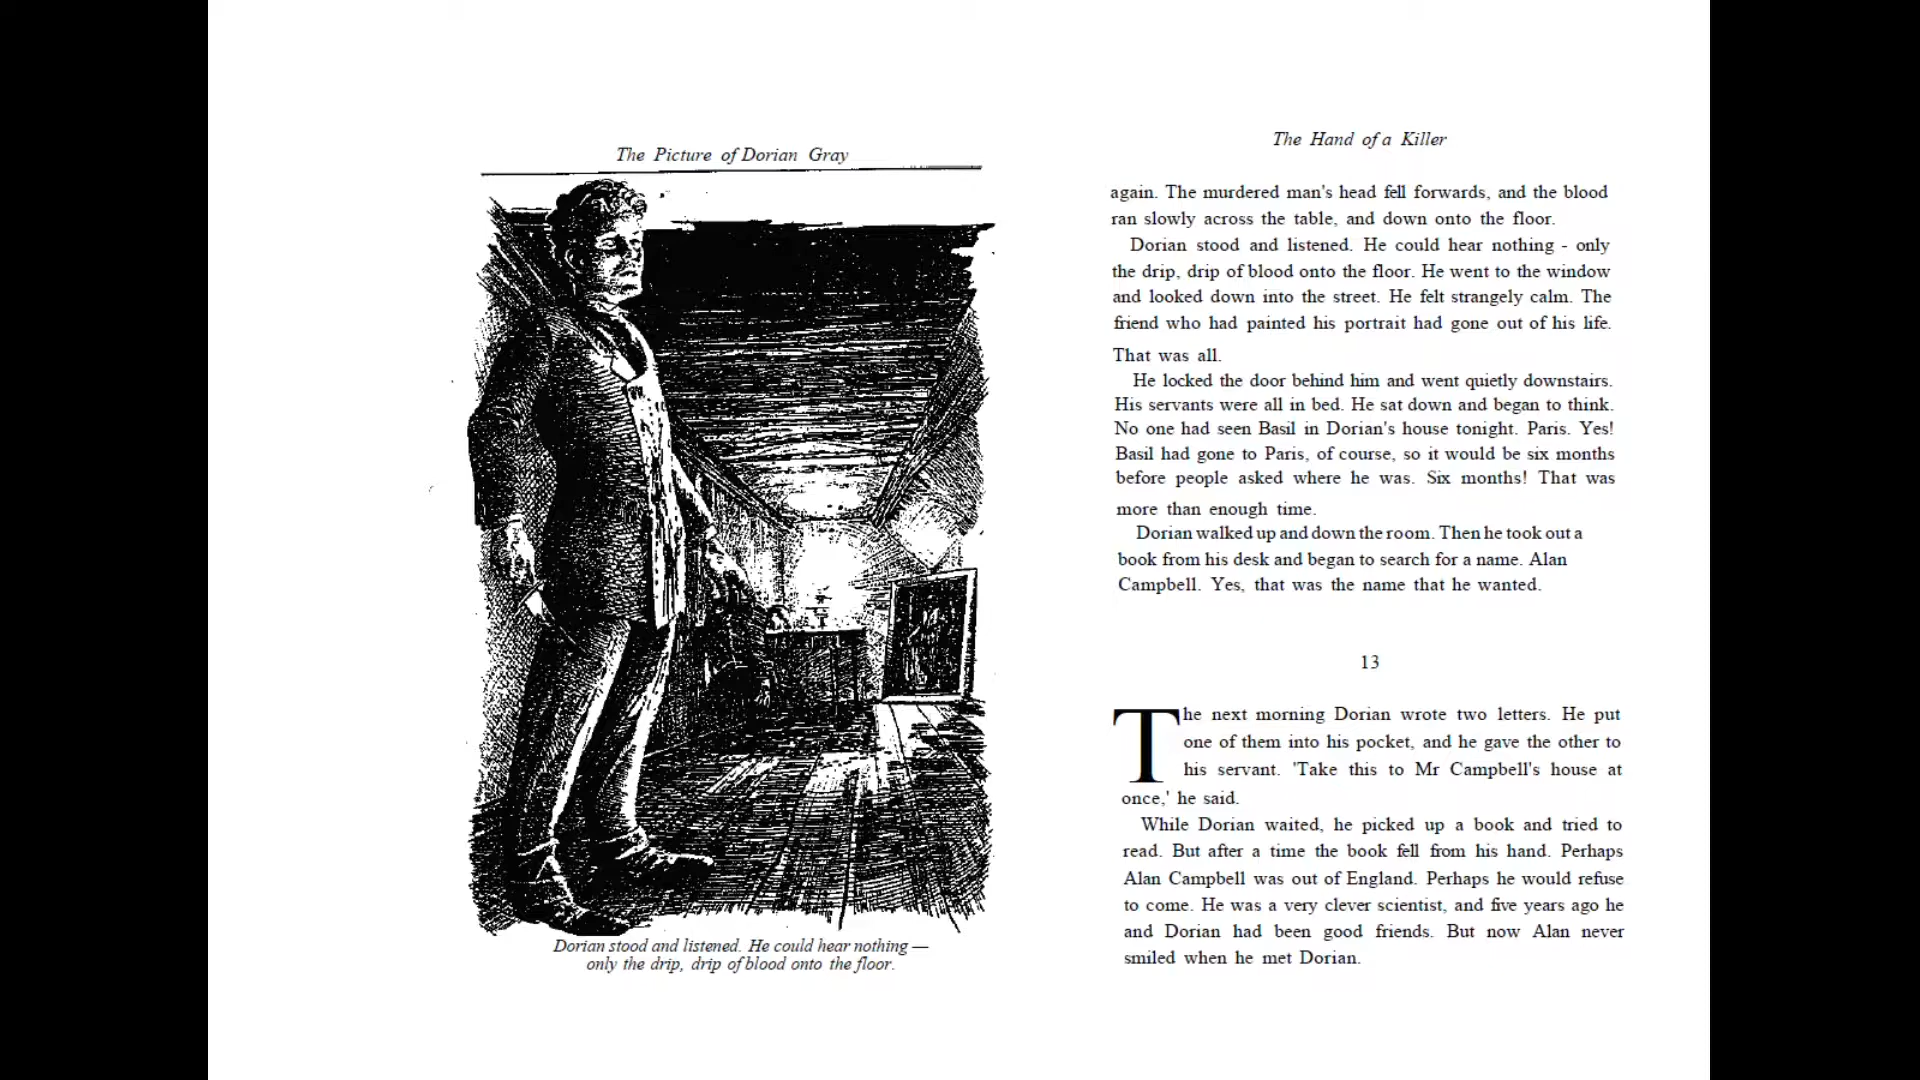 The Picture of Dorian Gray
Dorian stood and listened. He could hear nothing —
only the drip, drip of blood onto the floor.
The Hand of a Killer
again. The murdered man's head fell forwards, and the blood
ran slowly across the table, and down onto the floor.
Dorian stood and listened. He could hear nothing - only
the drip, drip of blood onto the floor. He went to the window
and looked down into the street. He felt strangely calm. The
friend who had painted his portrait had gone out of his life.
That was all.
He locked the door behind him and went quietly downstairs.
His servants were all in bed. He sat down and began to think.
No one had seen Basil in Dorian's house tonight. Paris. Yes!
Basil had gone to Paris, of course, so it would be six months
before people asked where he was. Six months! That was
more than enough time.
Dorian walked up and down the room. Then he took out a
book from his desk and began to search for a name. Alan
Campbell. Yes, that was the name that he wanted.
13
The next morning Dorian wrote two letters. He put
one of them into his pocket, and he gave the other to
his servant. 'Take this to Mr Campbell's house at
once,' he said.
While Dorian waited, he picked up a book and tried to
read. But after a time the book fell from his hand. Perhaps
Alan Campbell was out of England. Perhaps he would refuse
to come. He was a very clever scientist, and five years ago he
and Dorian had been good friends. But now Alan never
smiled when he met Dorian.